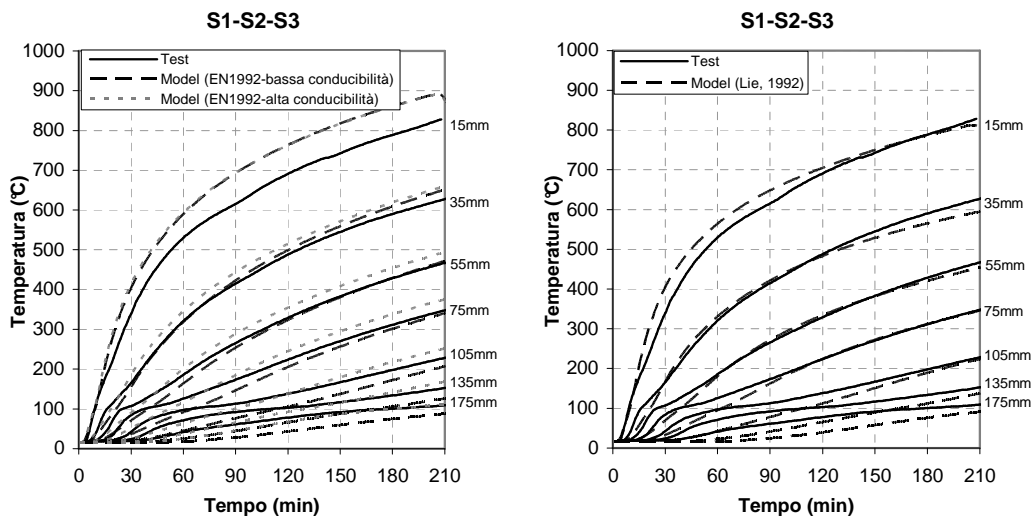 S1-S2-S3
Temperatura (°C)
1000
900
800
700
600
500
400
300
200
100
0
Test
Model (EN1992-bassa conducibilità)
Model (EN1992-alta conducibilità)
15mm
35mm
55mm
75mm
105mm
135mm
175mm
0 30 60 90 120 150 180 210
Tempo (min)
S1-S2-S3
Temperatura (°C)
1000
900
800
700
600
500
400
300
200
100
0
Test
Model (Lie, 1992)
15mm
35mm
55mm
75mm
105mm
135mm
175mm
0 30 60 90 120 150 180 210
Tempo (min)